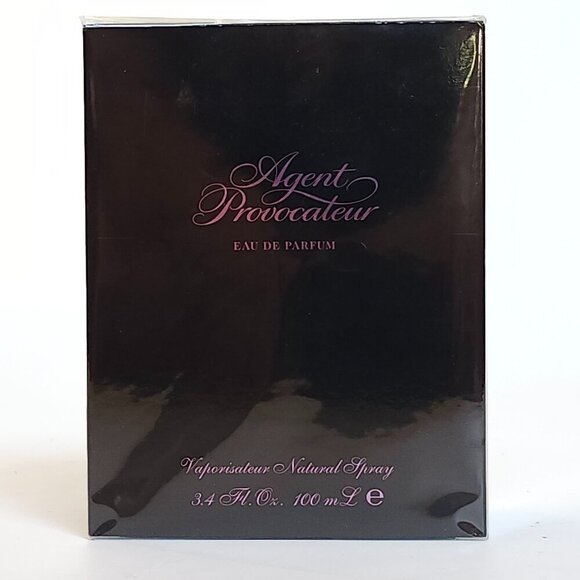 Agent
Provocateur
EAU DE PARFUM
Vaporisateur Natural Spray
3.4 Fl. Oz. 100 mL ℮